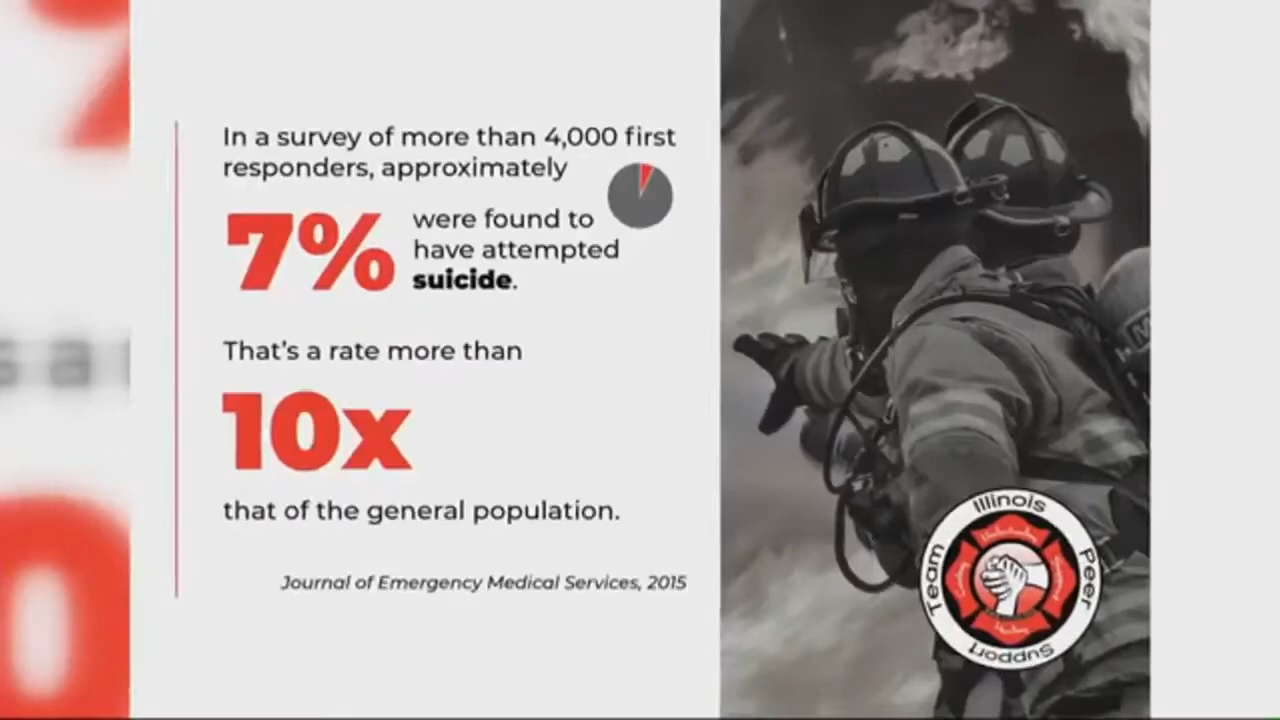 In a survey of more than 4,000 first
responders, approximately
7%
were found to
have attempted
suicide.
That's a rate more than
10x
that of the general population.
Journal of Emergency Medical Services, 2015
Illinois
Peer
Support
Team